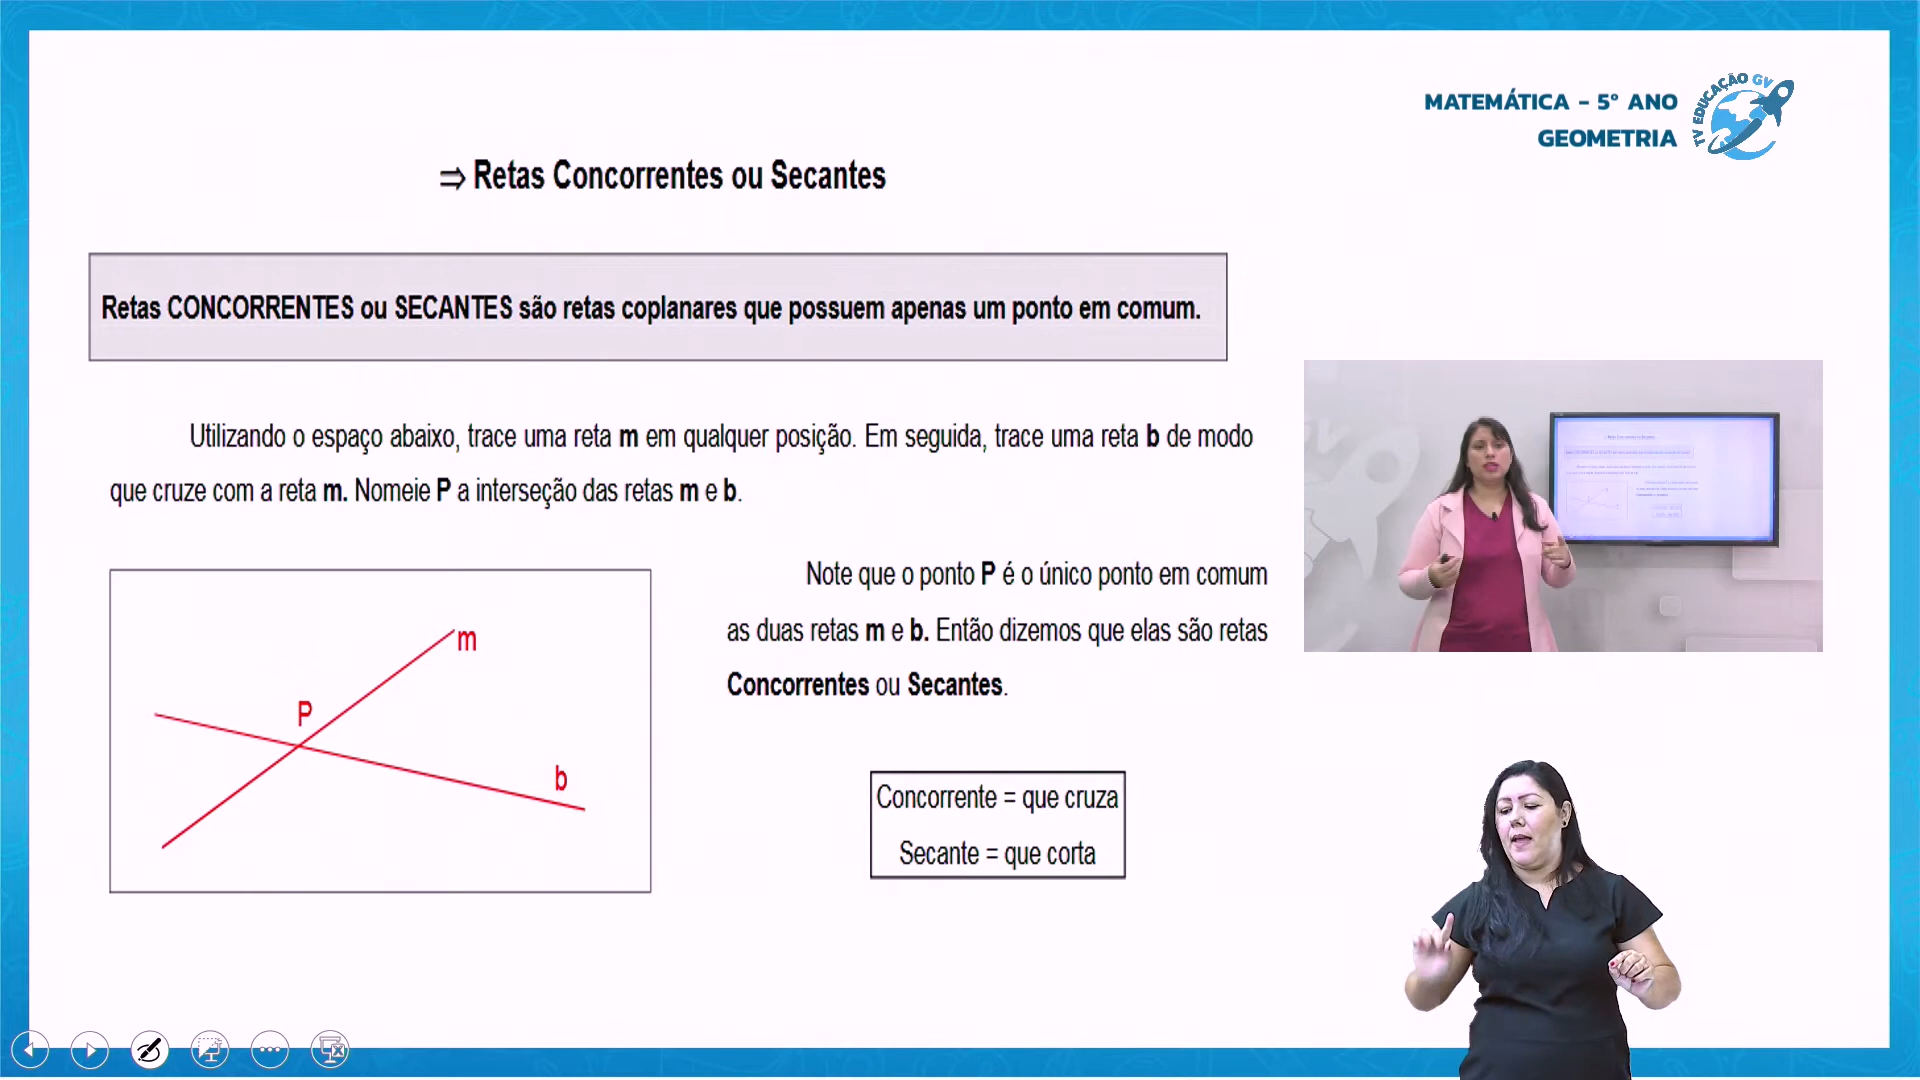 MATEMÁTICA - 5º ANO
GEOMETRIA
TV EDUCAÇÃO GV
⇒ Retas Concorrentes ou Secantes
Retas CONCORRENTES ou SECANTES são retas coplanares que possuem apenas um ponto em comum.
Utilizando o espaço abaixo, trace uma reta m em qualquer posição. Em seguida, trace uma reta b de modo
que cruze com a reta m. Nomeie P a interseção das retas m e b.
Note que o ponto P é o único ponto em comum
as duas retas m e b. Então dizemos que elas são retas
Concorrentes ou Secantes.
m
P
b
Concorrente = que cruza
Secante = que corta